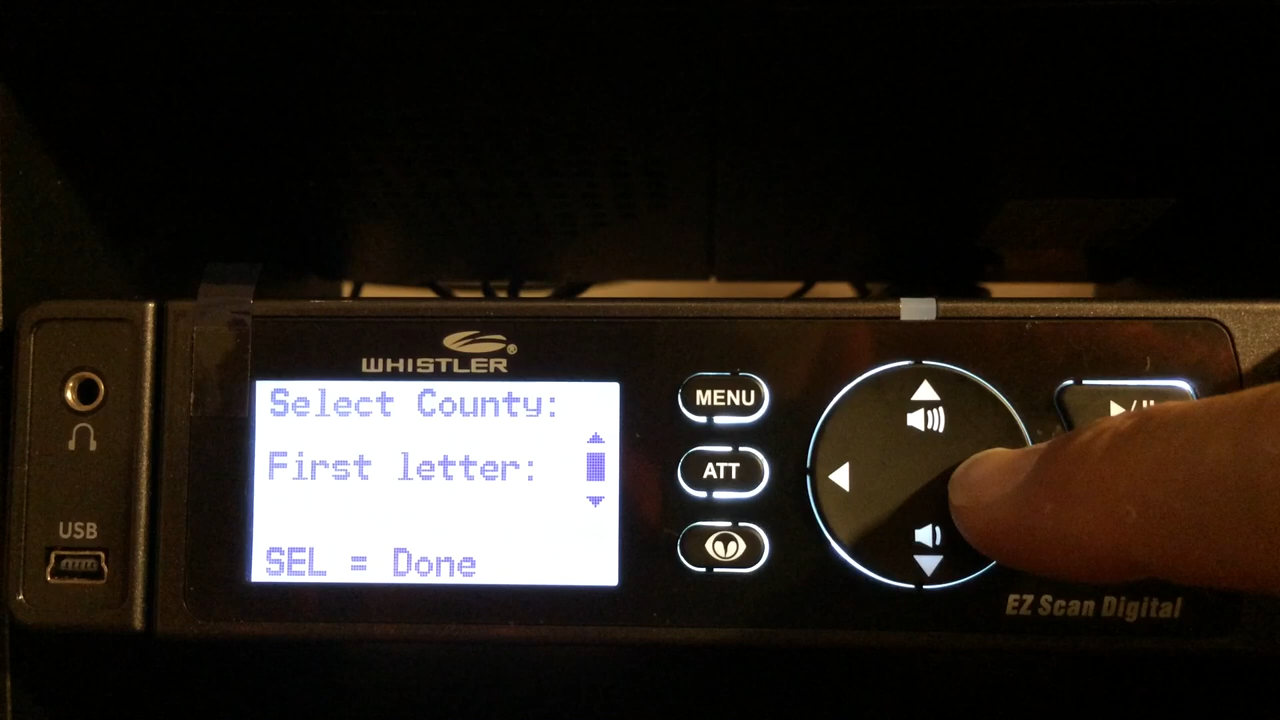 WHISTLER®
Select County:
First letter:
SEL = Done
MENU
ATT
USB
EZ Scan Digital